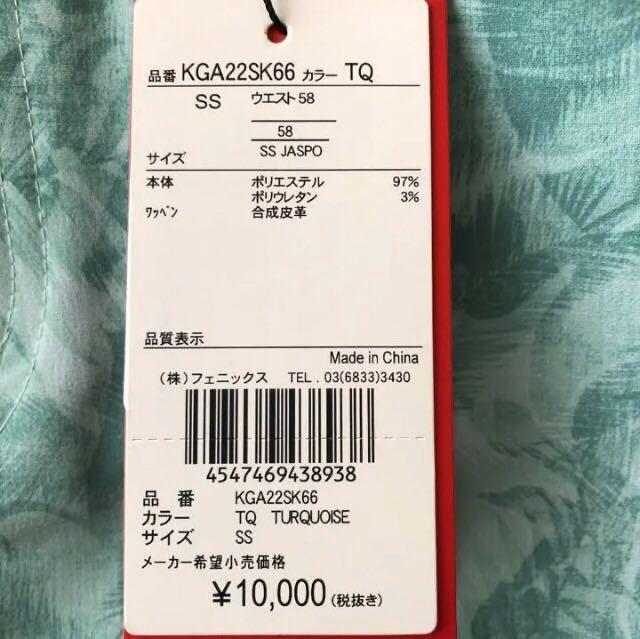 品番 KGA22SK66 カラー TQ
SS ウエスト 58
58
サイズ SS JASPO
本体 ポリエステル 97%
ポリウレタン 3%
ﾜｯﾍﾟﾝ 合成皮革
品質表示
Made in China
(株)フェニックス TEL. 03(6833)3430
4547469438938
品 番 KGA22SK66
カラー TQ TURQUOISE
サイズ SS
メーカー希望小売価格
¥10,000(税抜き)